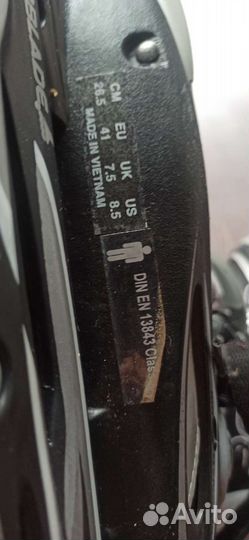 BLADE
CM EU UK US
26.5 41 7.5 8.5
MADE IN VIETNAM
DIN EN 13843 Clas
Avito